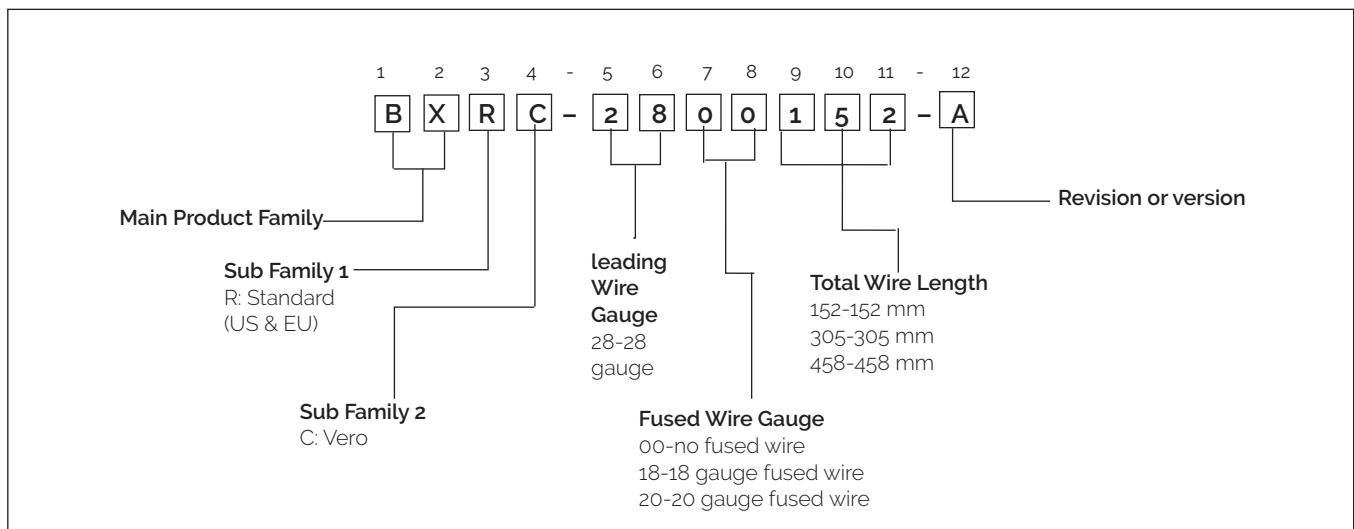 1 2 3 4 - 5 6 7 8 9 10 11 - 12
B X R C – 2 8 0 0 1 5 2 – A
Main Product Family
Revision or version
Sub Family 1
R: Standard
(US & EU)
leading
Wire
Gauge
28-28
gauge
Total Wire Length
152-152 mm
305-305 mm
458-458 mm
Sub Family 2
C: Vero
Fused Wire Gauge
00-no fused wire
18-18 gauge fused wire
20-20 gauge fused wire